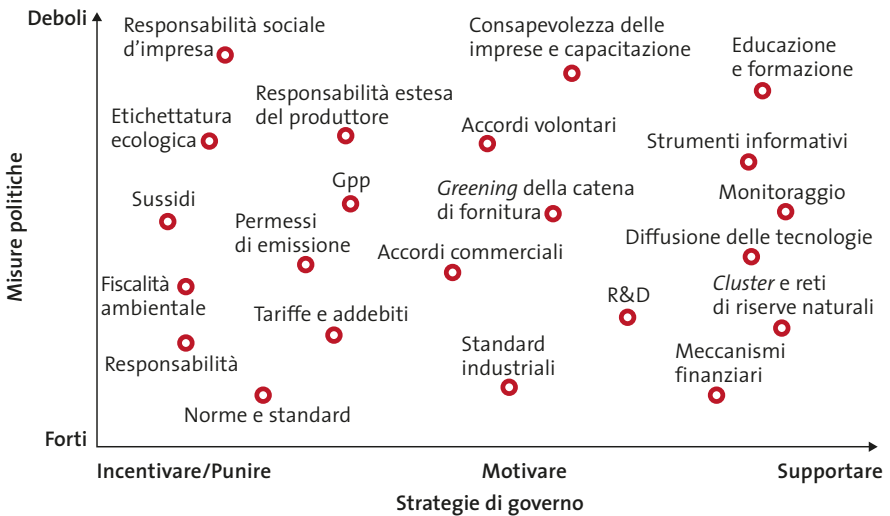 Deboli
Responsabilità sociale
d'impresa
Consapevolezza delle
imprese e capacitazione
Educazione
e formazione
Etichettatura
ecologica
Responsabilità estesa
del produttore
Accordi volontari
Strumenti informativi
Sussidi
Gpp
Greening della catena
di fornitura
Monitoraggio
Permessi
di emissione
Accordi commerciali
Diffusione delle tecnologie
Fiscalità
ambientale
Tariffe e addebiti
R&D
Cluster e reti
di riserve naturali
Responsabilità
Standard
industriali
Meccanismi
finanziari
Norme e standard
Forti
Misure politiche
Incentivare/Punire
Motivare
Supportare
Strategie di governo